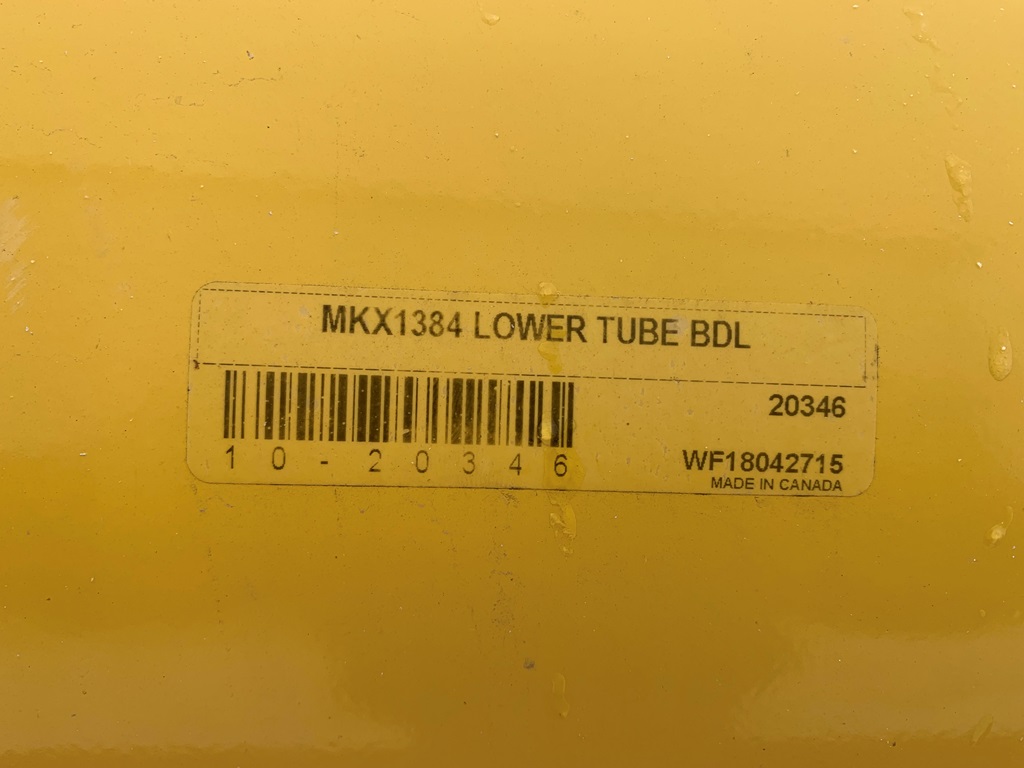 MKX1384 LOWER TUBE BDL
20346
10-20346
WF18042715
MADE IN CANADA